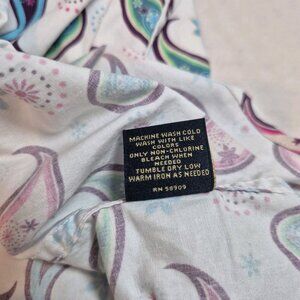 MACHINE WASH COLD
WASH WITH LIKE
COLORS
ONLY NON-CHLORINE
BLEACH WHEN
NEEDED
TUMBLE DRY LOW
WARM IRON AS NEEDED
RN 58909